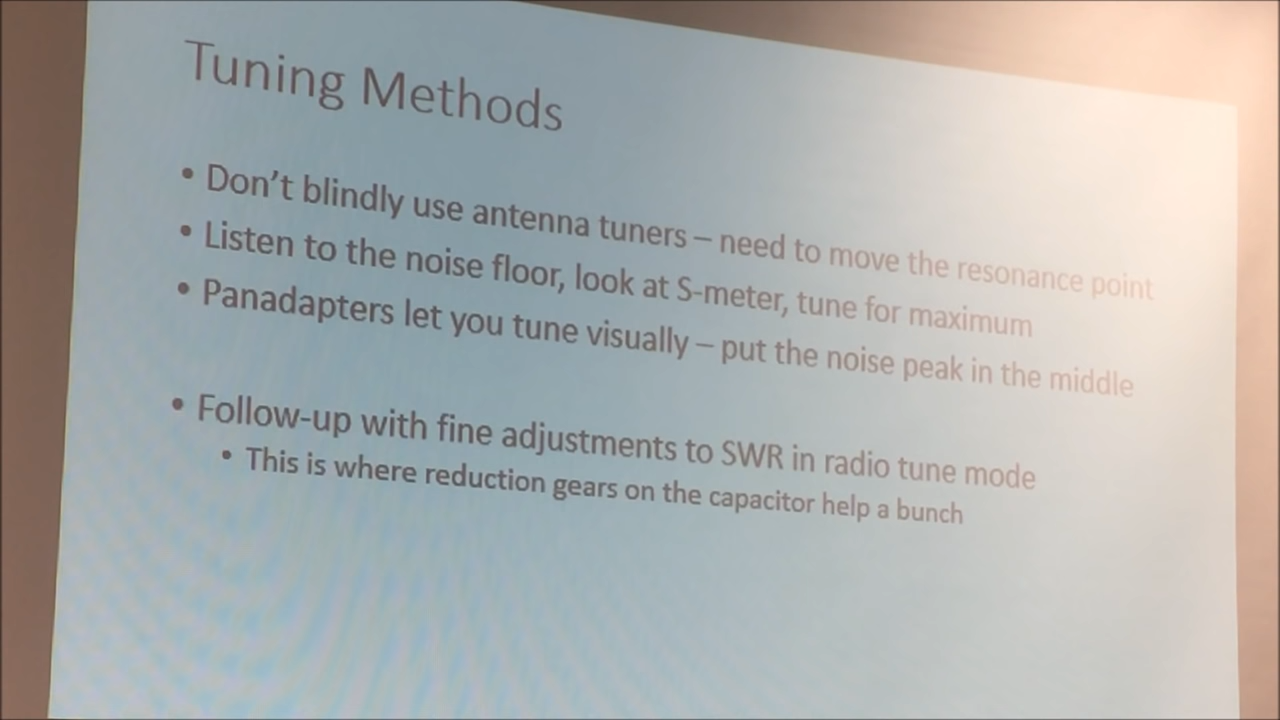 Tuning Methods
• Don't blindly use antenna tuners – need to move the resonance point
• Listen to the noise floor, look at S-meter, tune for maximum
• Panadapters let you tune visually – put the noise peak in the middle
• Follow-up with fine adjustments to SWR in radio tune mode
• This is where reduction gears on the capacitor help a bunch